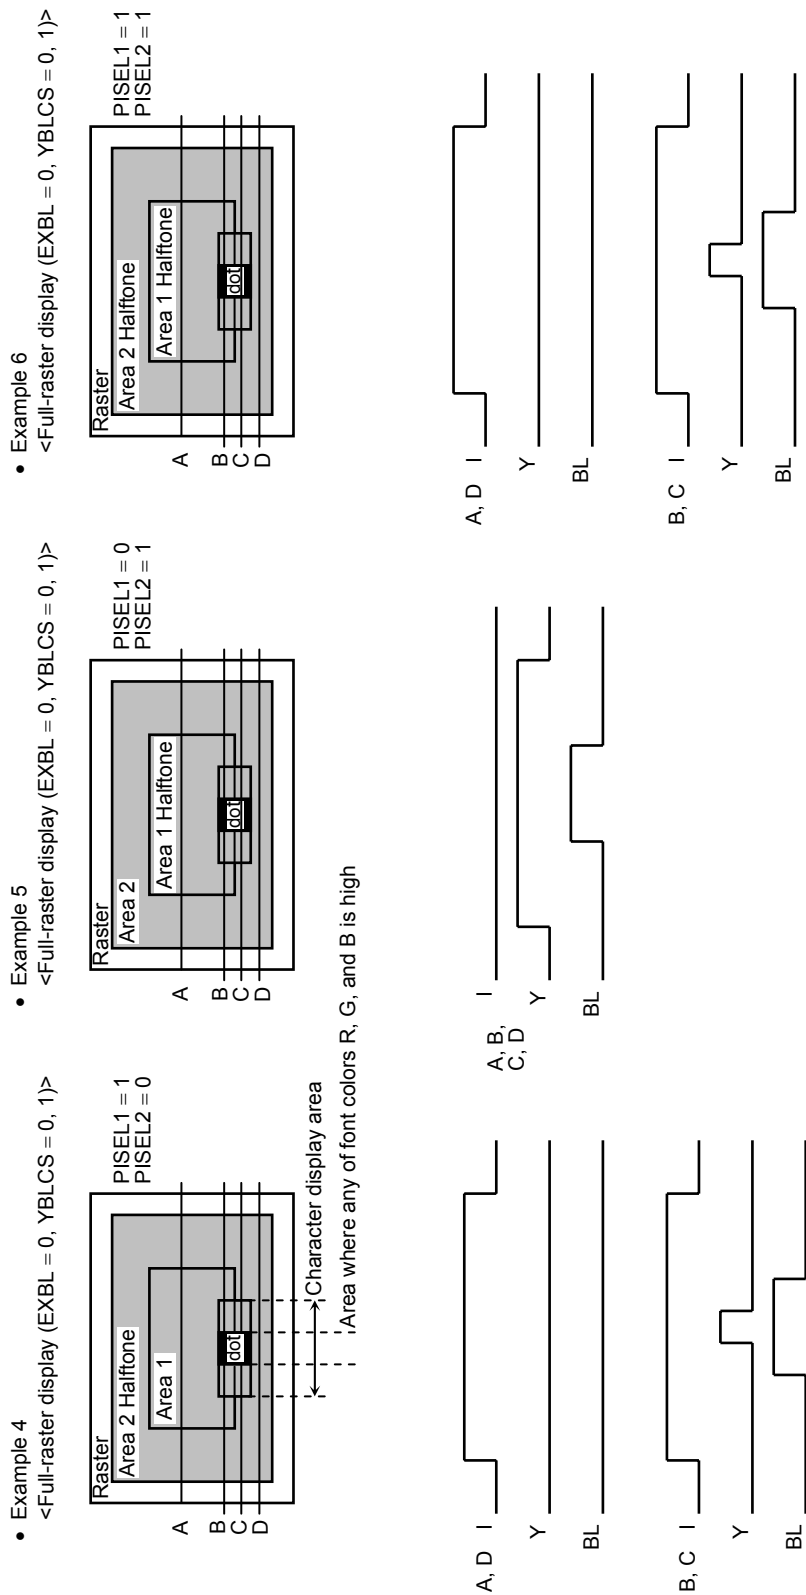 • Example 4
<Full-raster display (EXBL = 0, YBLCS = 0, 1)>
PISEL1 = 1
PISEL2 = 0
Raster
Area 2 Halftone
Area 1
dot
A
B
C
D
Character display area
Area where any of font colors R, G, and B is high
A, D I
Y
BL
B, C I
Y
BL
• Example 5
<Full-raster display (EXBL = 0, YBLCS = 0, 1)>
PISEL1 = 0
PISEL2 = 1
Raster
Area 2
Area 1 Halftone
dot
A
B
C
D
I
A, B,
C, D
Y
BL
• Example 6
<Full-raster display (EXBL = 0, YBLCS = 0, 1)>
PISEL1 = 1
PISEL2 = 1
Raster
Area 2 Halftone
Area 1 Halftone
dot
A
B
C
D
A, D I
Y
BL
B, C I
Y
BL